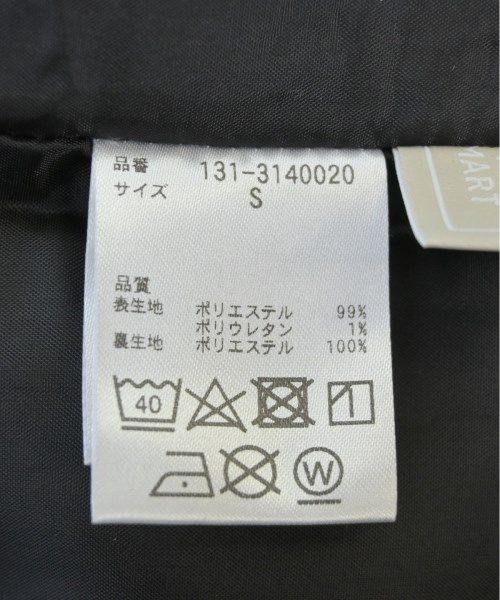 品番 131-3140020
サイズ S
品質
表生地 ポリエステル 99%
ポリウレタン 1%
裏生地 ポリエステル 100%
40
W
MART